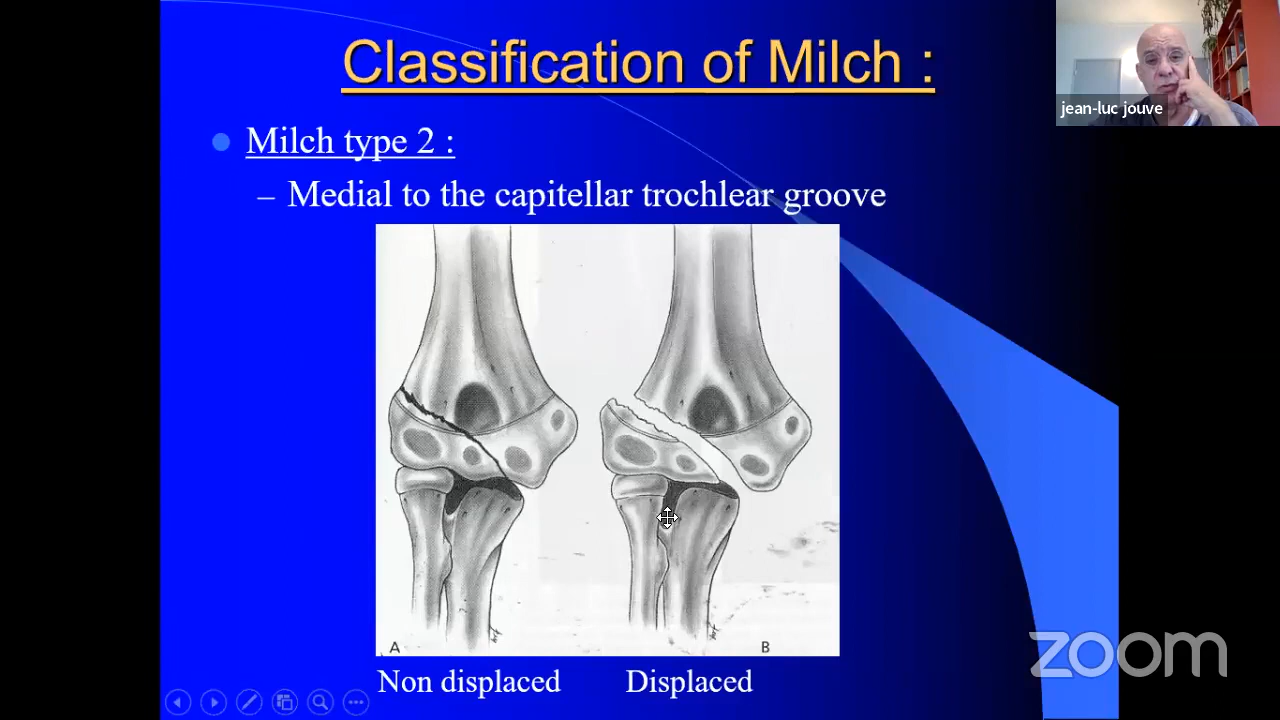 Classification of Milch :
jean-luc jouve
Milch type 2 :
– Medial to the capitellar trochlear groove
A
B
Non displaced
Displaced
zoom